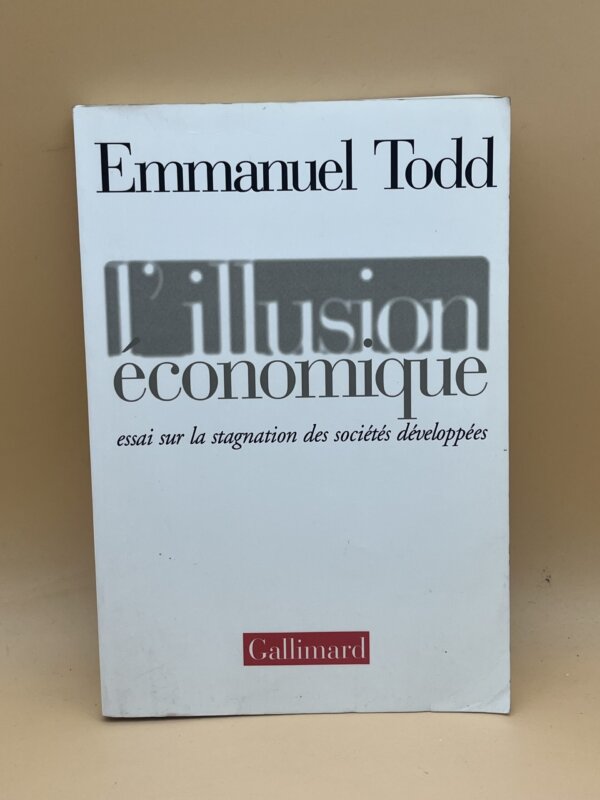 Emmanuel Todd
l'illusion
économique
essai sur la stagnation des sociétés développées
Gallimard